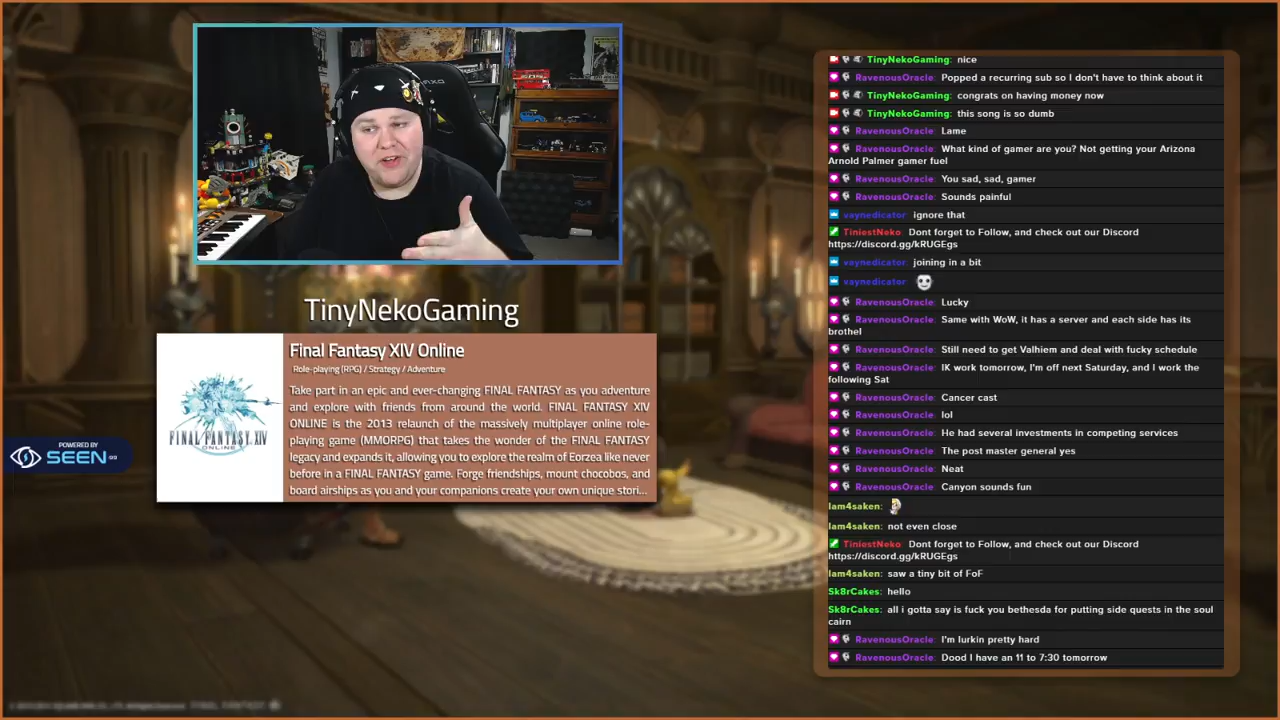 TinyNekoGaming
Final Fantasy XIV Online
Role-playing (RPG) / Strategy / Adventure
Take part in an epic and ever-changing FINAL FANTASY as you adventure
and explore with friends from around the world. FINAL FANTASY XIV
ONLINE is the 2013 relaunch of the massively multiplayer online role-
playing game (MMORPG) that takes the wonder of the FINAL FANTASY
legacy and expands it, allowing you to explore the realm of Eorzea like never
before in a FINAL FANTASY game. Forge friendships, mount chocobos, and
board airships as you and your companions create your own unique stori...
FINAL FANTASY XIV
ONLINE
POWERED BY
SEEN.GG
TinyNekoGaming: nice
RavenousOracle: Popped a recurring sub so I don't have to think about it
TinyNekoGaming: congrats on having money now
TinyNekoGaming: this song is so dumb
RavenousOracle: Lame
RavenousOracle: What kind of gamer are you? Not getting your Arizona
Arnold Palmer gamer fuel
RavenousOracle: You sad, sad, gamer
RavenousOracle: Sounds painful
vaynedicator: ignore that
TiniestNeko: Dont forget to Follow, and check out our Discord
https://discord.gg/kRUGEgs
vaynedicator: joining in a bit
vaynedicator:
RavenousOracle: Lucky
RavenousOracle: Same with WoW, it has a server and each side has its
brothel
RavenousOracle: Still need to get Valhiem and deal with fucky schedule
RavenousOracle: IK work tomorrow, I'm off next Saturday, and I work the
following Sat
RavenousOracle: Cancer cast
RavenousOracle: lol
RavenousOracle: He had several investments in competing services
RavenousOracle: The post master general yes
RavenousOracle: Neat
RavenousOracle: Canyon sounds fun
Iam4saken:
Iam4saken: not even close
TiniestNeko: Dont forget to Follow, and check out our Discord
https://discord.gg/kRUGEgs
Iam4saken: saw a tiny bit of FoF
Sk8rCakes: hello
Sk8rCakes: all i gotta say is fuck you bethesda for putting side quests in the soul
cairn
RavenousOracle: I'm lurkin pretty hard
RavenousOracle: Dood I have an 11 to 7:30 tomorrow